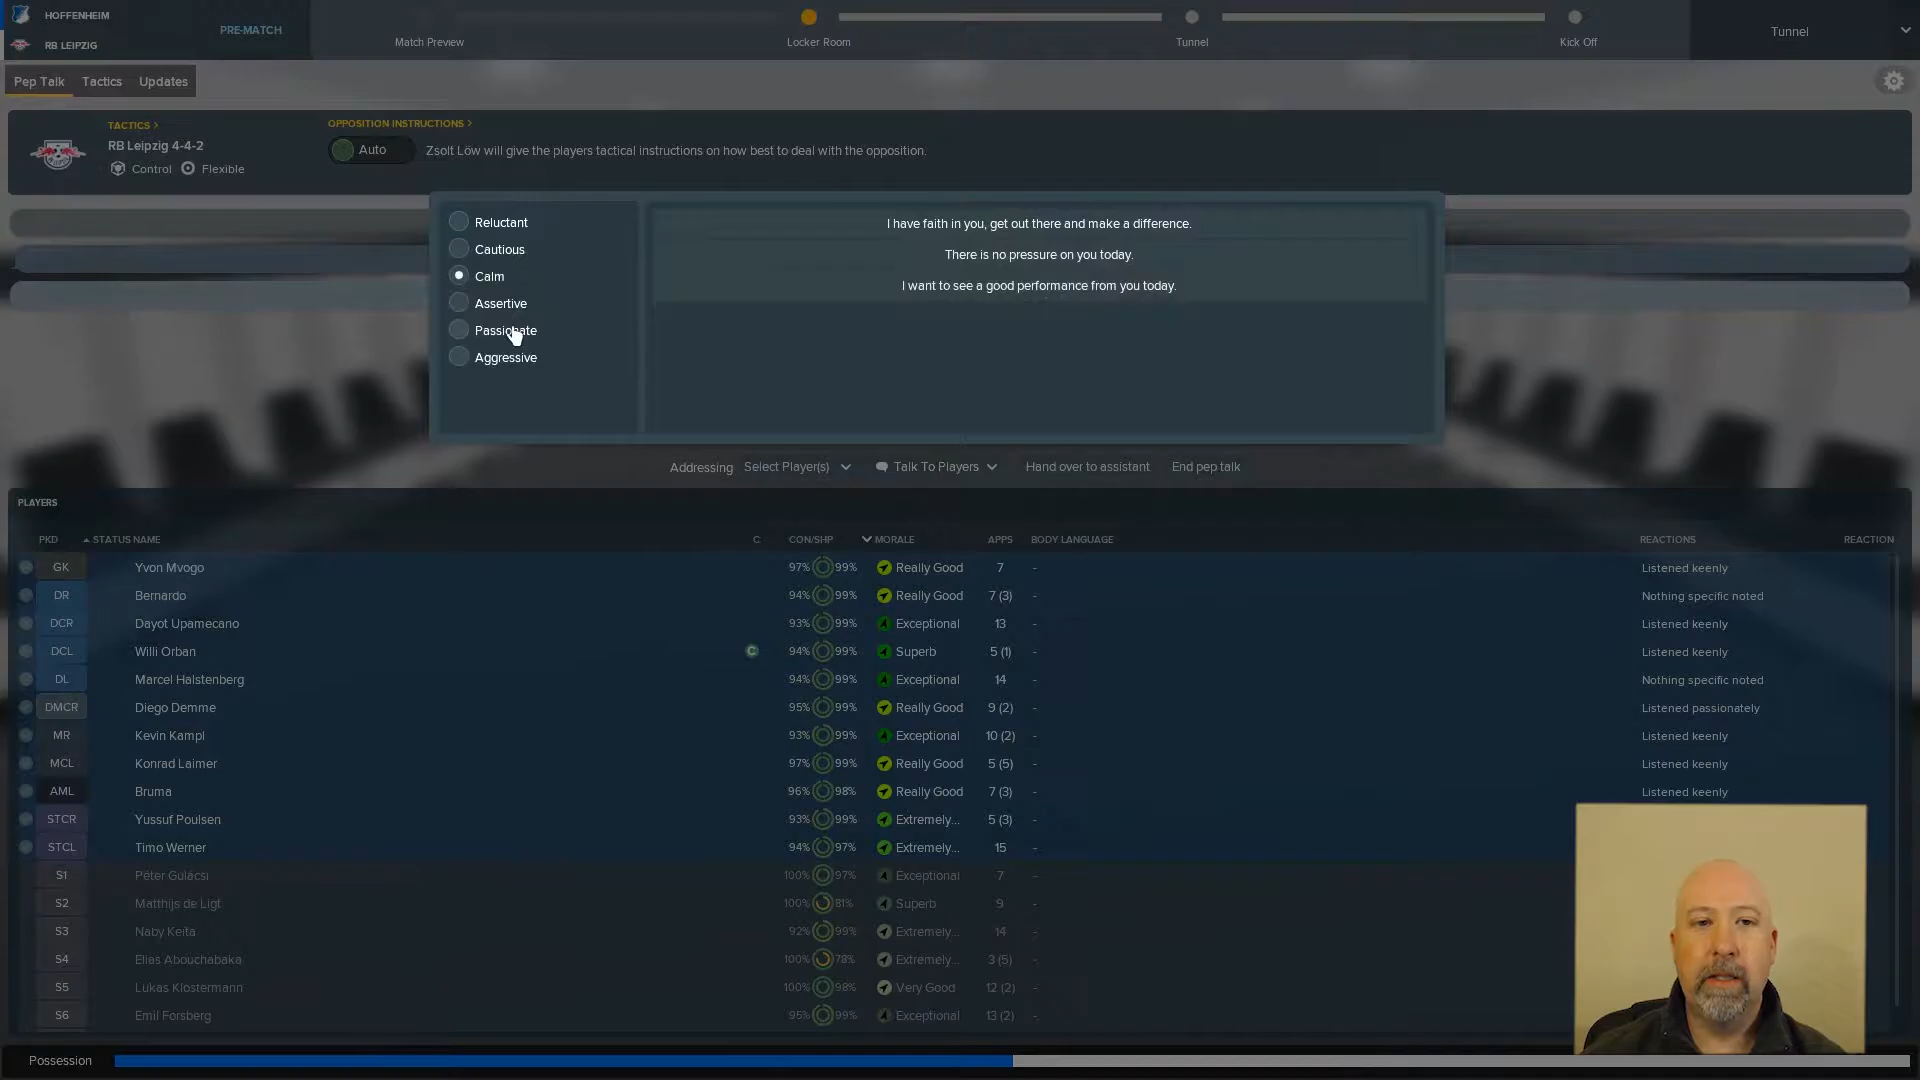 HOFFENHEIM
RB LEIPZIG
PRE-MATCH
Match Preview
Locker Room
Tunnel
Kick Off
Tunnel
Pep Talk
Tactics
Updates
TACTICS >
RB Leipzig 4-4-2
Control
Flexible
OPPOSITION INSTRUCTIONS >
Auto
Zsolt Löw will give the players tactical instructions on how best to deal with the opposition.
Reluctant
Cautious
Calm
Assertive
Passionate
Aggressive
I have faith in you, get out there and make a difference.
There is no pressure on you today.
I want to see a good performance from you today.
Addressing Select Player(s) Talk To Players Hand over to assistant End pep talk
PLAYERS
PKD STATUS NAME C CON/SHP MORALE APPS BODY LANGUAGE REACTIONS REACTION
GK Yvon Mvogo 97% 99% Really Good 7 - Listened keenly
DR Bernardo 94% 99% Really Good 7 (3) - Nothing specific noted
DCR Dayot Upamecano 93% 99% Exceptional 13 - Listened keenly
DCL Willi Orban C 94% 99% Superb 5 (1) - Listened keenly
DL Marcel Halstenberg 94% 99% Exceptional 14 - Nothing specific noted
DMCR Diego Demme 95% 99% Really Good 9 (2) - Listened passionately
MR Kevin Kampl 93% 99% Exceptional 10 (2) - Listened keenly
MCL Konrad Laimer 97% 99% Really Good 5 (5) - Listened keenly
AML Bruma 96% 98% Really Good 7 (3) - Listened keenly
STCR Yussuf Poulsen 93% 99% Extremely... 5 (3) -
STCL Timo Werner 94% 97% Extremely... 15 -
S1 Péter Gulácsi 100% 97% Exceptional 7 -
S2 Matthijs de Ligt 100% 81% Superb 9 -
S3 Naby Keïta 92% 99% Extremely... 14 -
S4 Elias Abouchabaka 100% 78% Extremely... 3 (5) -
S5 Lukas Klostermann 100% 98% Very Good 12 (2) -
S6 Emil Forsberg 95% 99% Exceptional 13 (2) -
Possession